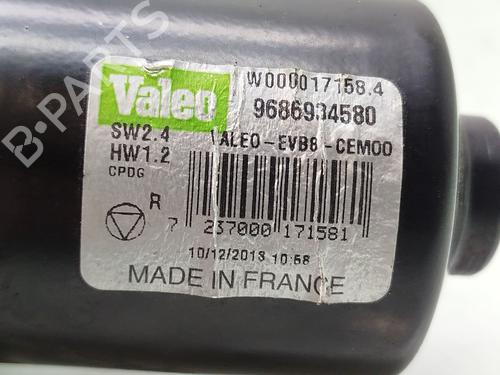 B-PARTS
Valeo
W000017158.4
9686934580
SW2.4
ALEO-EVB8-CEM00
HW1.2
CPDG
R
7 237000 171581
10/12/2013 10:58
MADE IN FRANCE